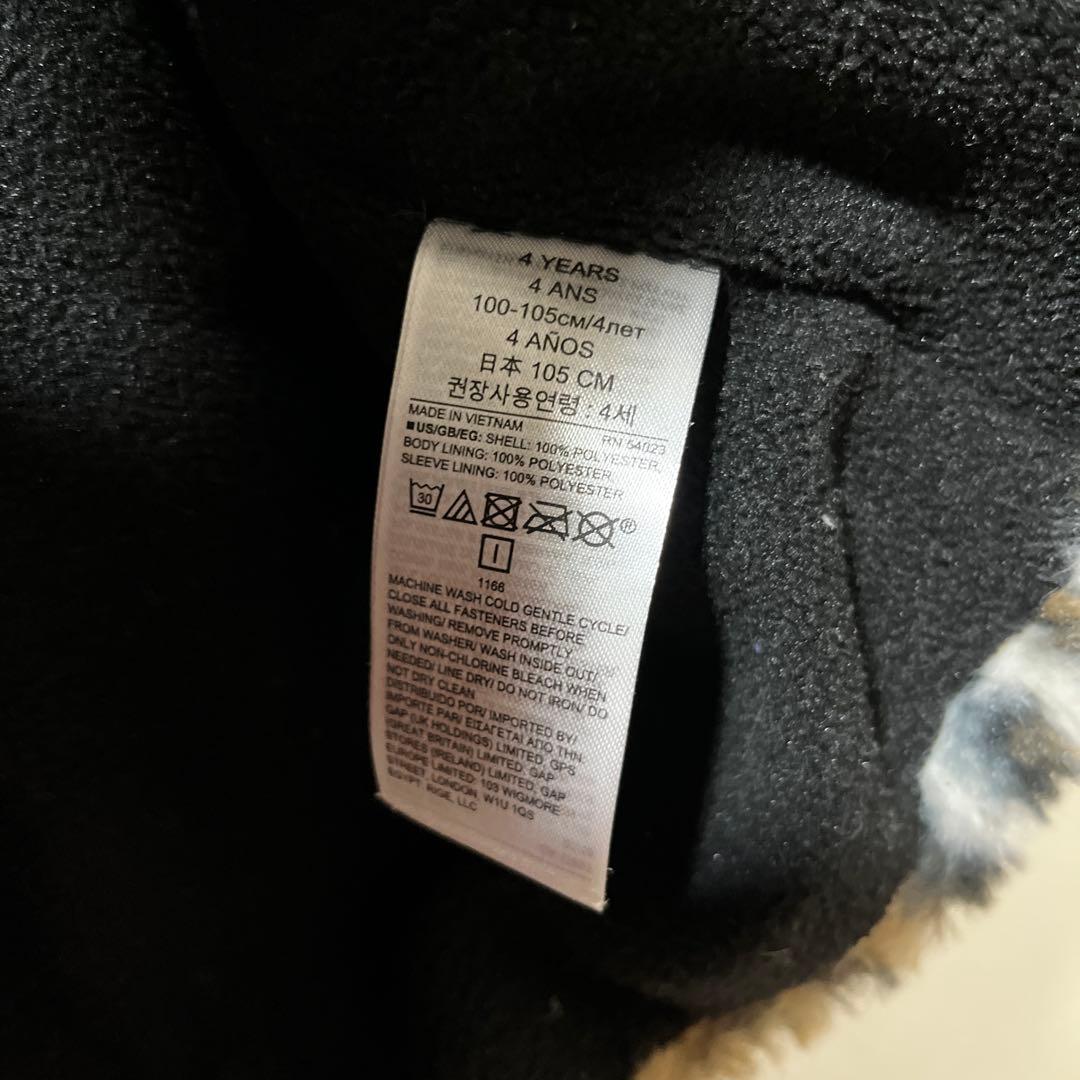 4 YEARS
4 ANS
100-105см/4лет
4 AÑOS
日本 105 CM
권장사용연령 : 4세
MADE IN VIETNAM RN 54023
■US/GB/EG: SHELL: 100% POLYESTER,
BODY LINING: 100% POLYESTER,
SLEEVE LINING: 100% POLYESTER
30 ®
1166
MACHINE WASH COLD GENTLE CYCLE/
CLOSE ALL FASTENERS BEFORE
WASHING/ REMOVE PROMPTLY
FROM WASHER/ WASH INSIDE OUT/
ONLY NON-CHLORINE BLEACH WHEN
NEEDED/ LINE DRY/ DO NOT IRON/ DO
NOT DRY CLEAN
DISTRIBUIDO POR/ IMPORTED BY/
IMPORTE PAR/ ΕΙΣΑΓΕΤΑΙ ΑΠΟ ΤΗΝ:
GAP (UK HOLDINGS) LIMITED, GPS
(GREAT BRITAIN) LIMITED, GAP
STORES (IRELAND) LIMITED, GAP
EUROPE LIMITED: 103 WIGMORE
STREET, LONDON, W1U 1QS
EGYPT, RIGE, LLC